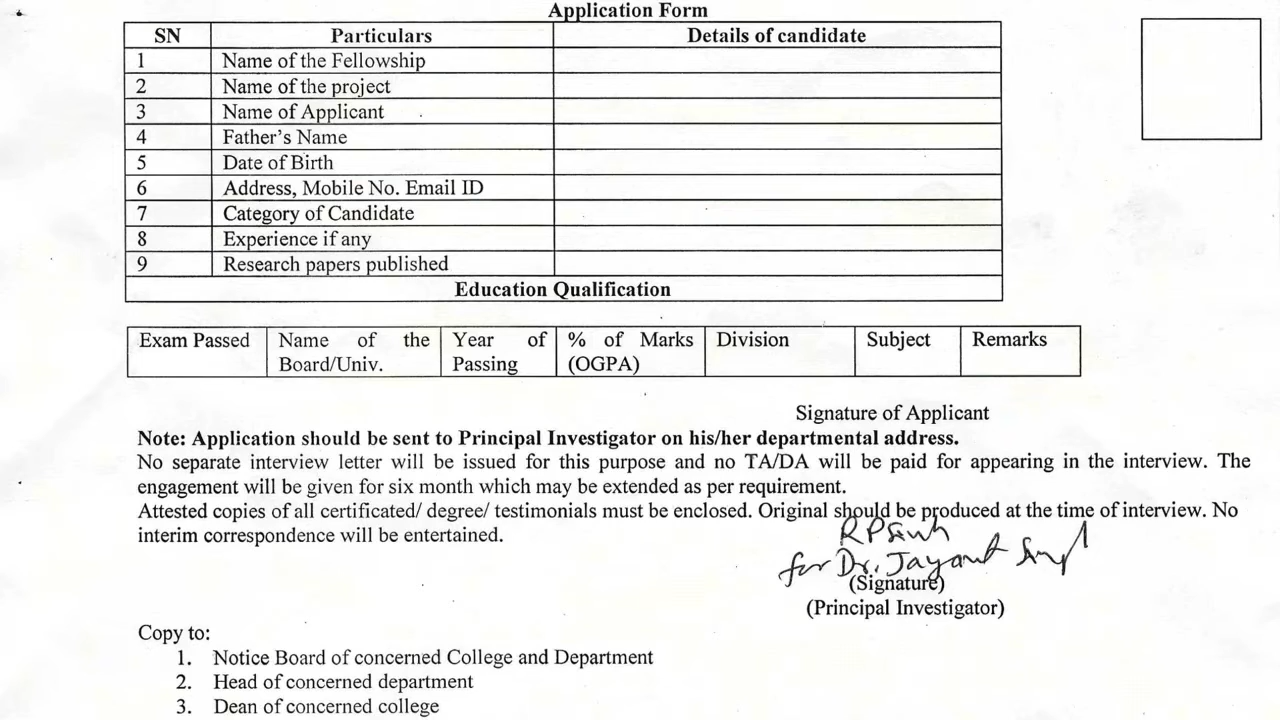 Application Form
SN Particulars Details of candidate
1 Name of the Fellowship
2 Name of the project
3 Name of Applicant
4 Father's Name
5 Date of Birth
6 Address, Mobile No. Email ID
7 Category of Candidate
8 Experience if any
9 Research papers published
Education Qualification
Exam Passed Name of the Year of % of Marks Division Subject Remarks
Board/Univ. Passing (OGPA)
Signature of Applicant
Note: Application should be sent to Principal Investigator on his/her departmental address.
No separate interview letter will be issued for this purpose and no TA/DA will be paid for appearing in the interview. The
engagement will be given for six month which may be extended as per requirement.
Attested copies of all certificated/ degree/ testimonials must be enclosed. Original should be produced at the time of interview. No
interim correspondence will be entertained.
for Dr. Jayant
(Signature)
(Principal Investigator)
Copy to:
1. Notice Board of concerned College and Department
2. Head of concerned department
3. Dean of concerned college